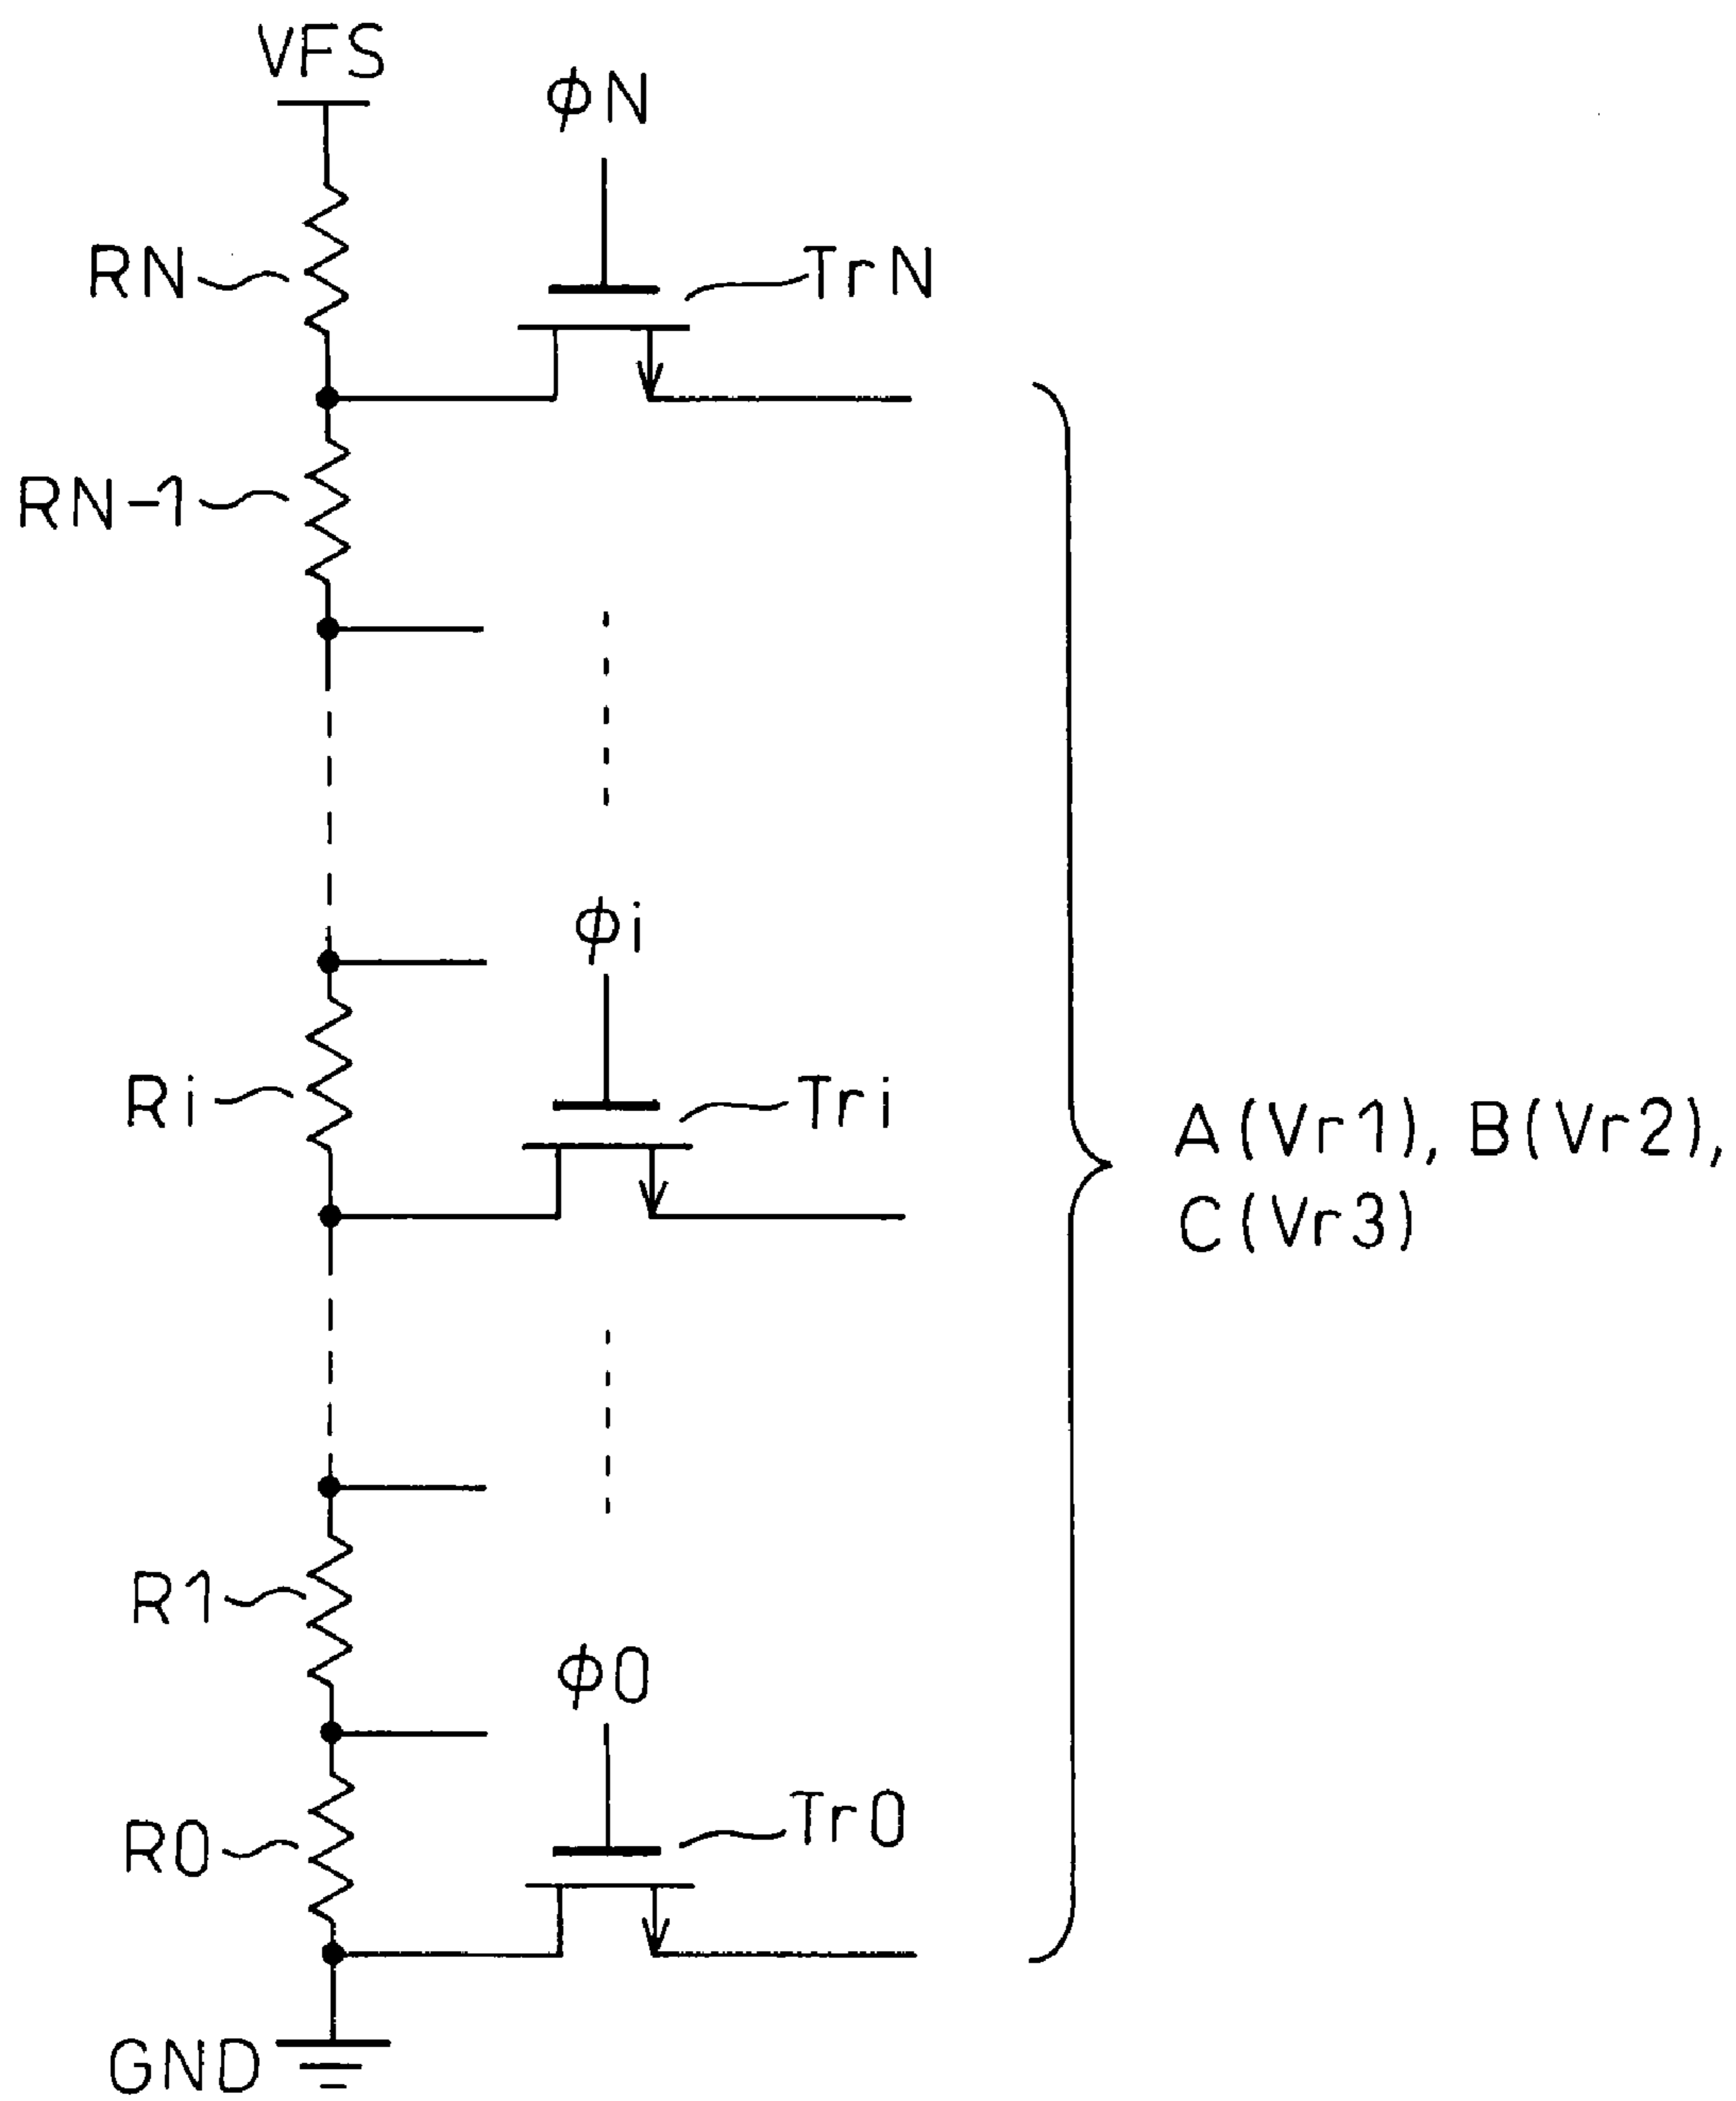 VFS
ϕN
RN
TrN
RN-1
ϕi
Ri
Tri
A(Vr1), B(Vr2),
C(Vr3)
R1
ϕ0
R0
Tr0
GND